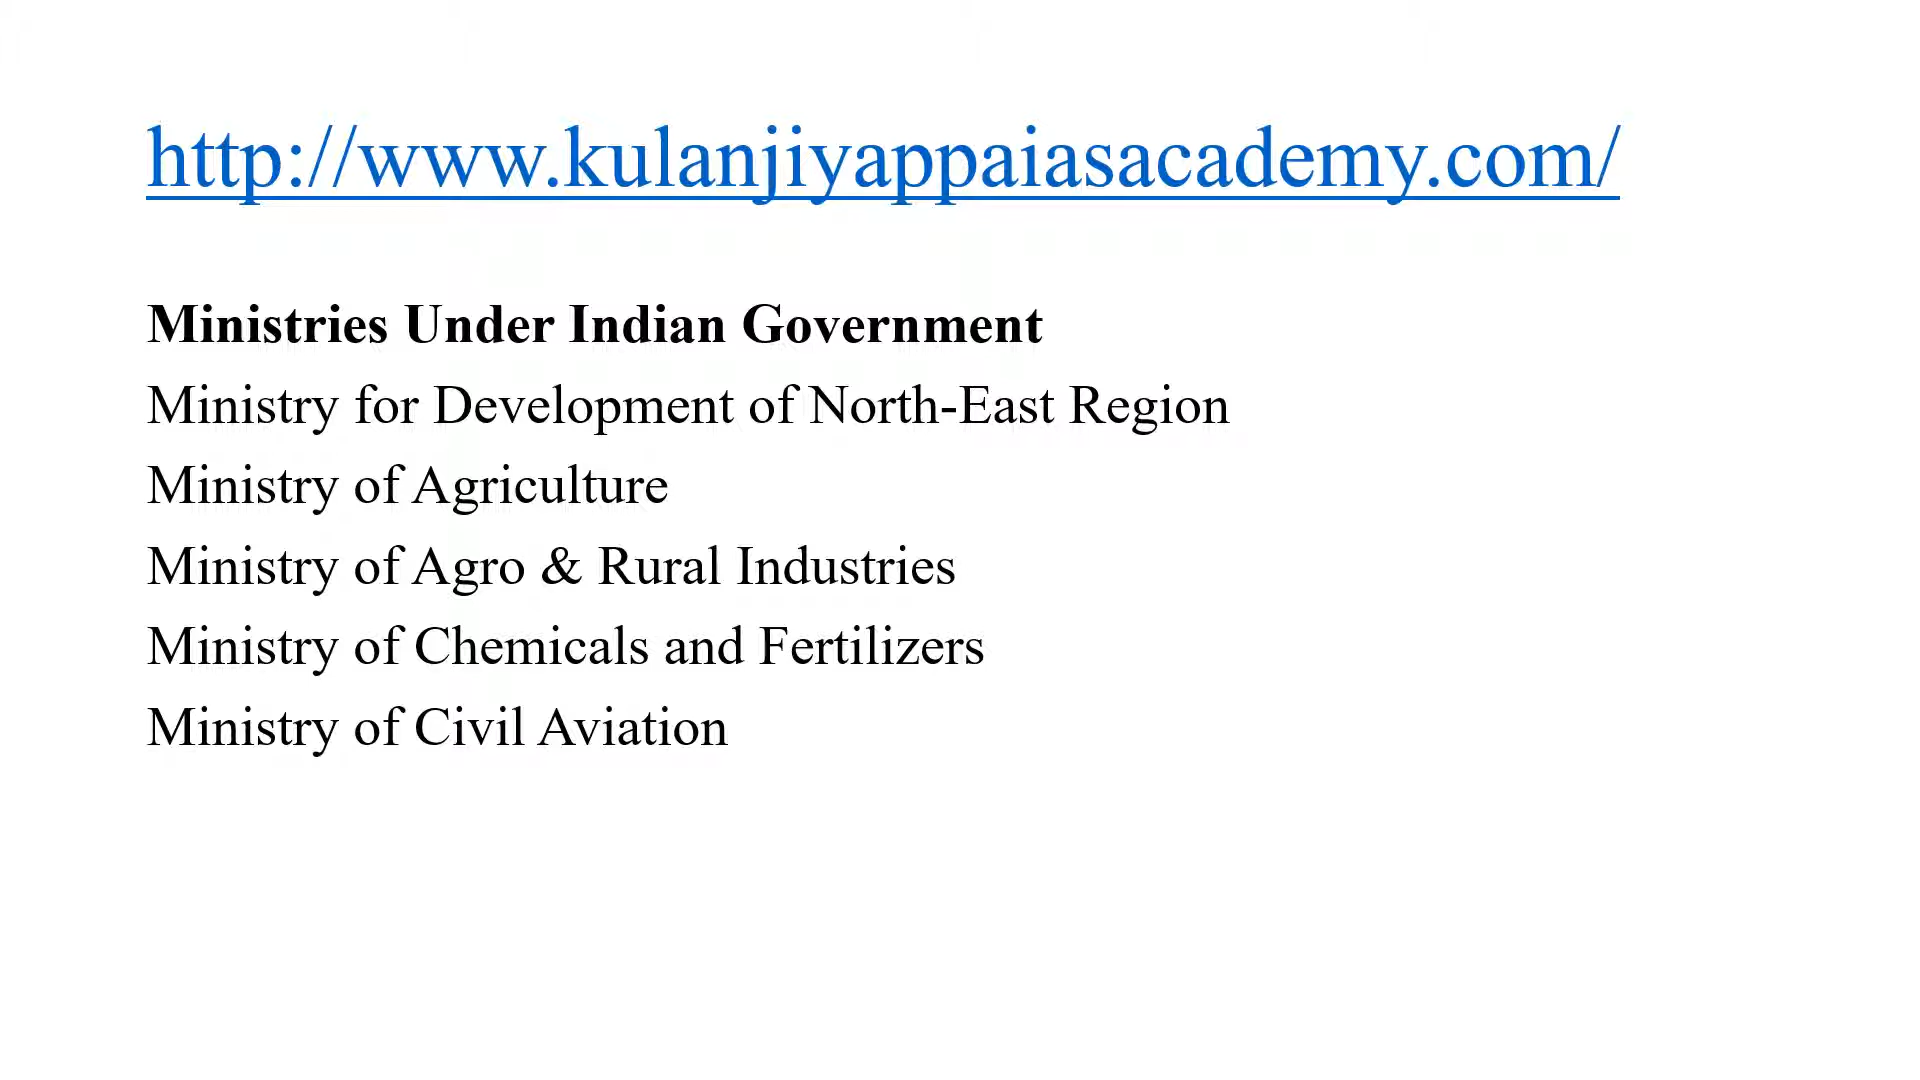 http://www.kulanjiyappaiasacademy.com/
Ministries Under Indian Government
Ministry for Development of North-East Region
Ministry of Agriculture
Ministry of Agro & Rural Industries
Ministry of Chemicals and Fertilizers
Ministry of Civil Aviation